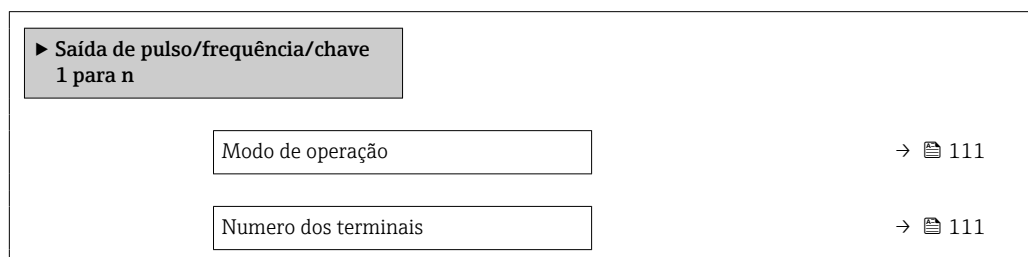 ▶ Saída de pulso/frequência/chave
1 para n
Modo de operação → 111
Numero dos terminais → 111